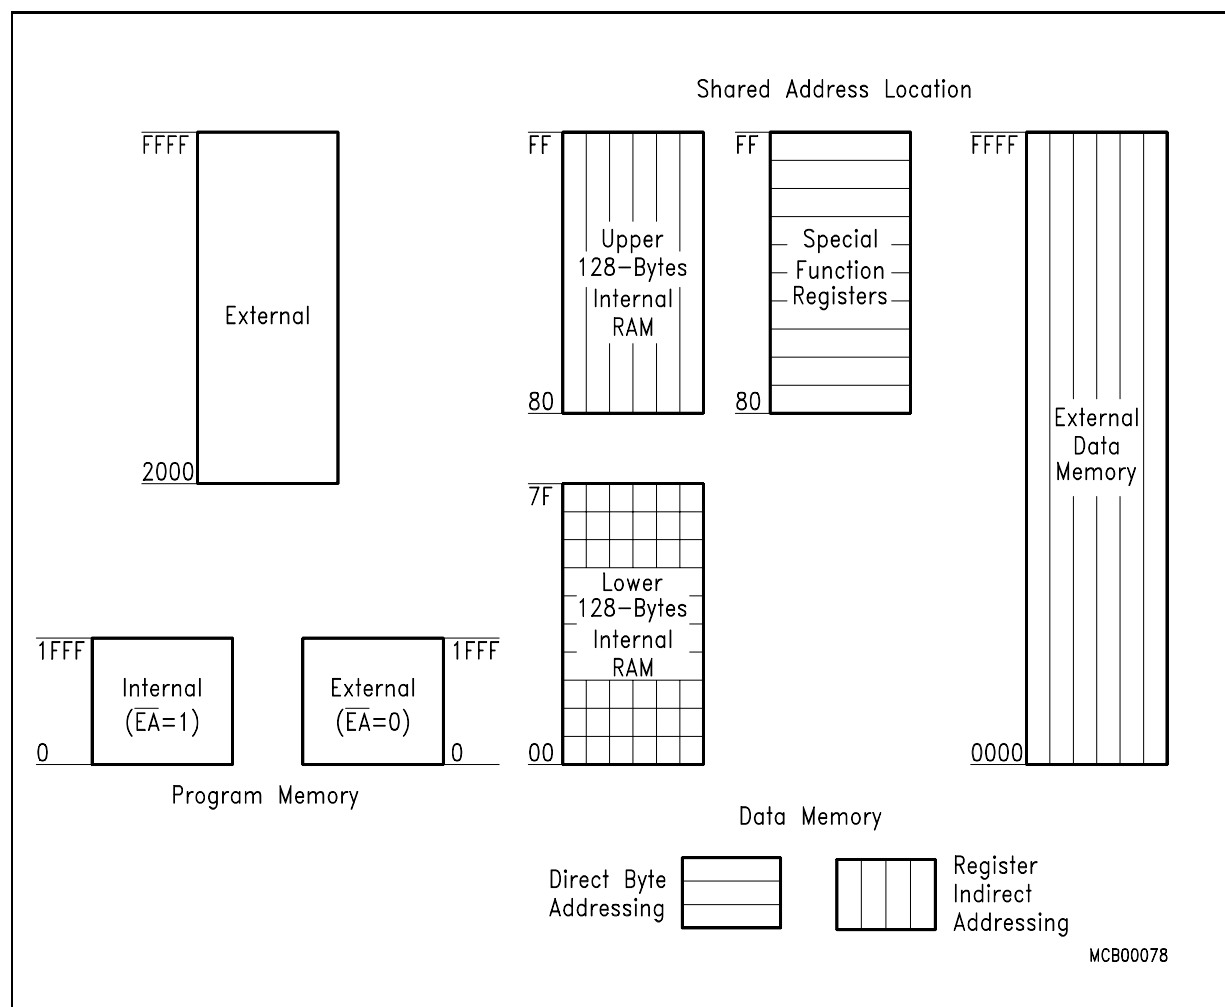 Shared Address Location
FFFF
External
2000
1FFF
Internal
(E̅A̅=1)
0
External
(E̅A̅=0)
1FFF
0
Program Memory
FF
Upper
128-Bytes
Internal
RAM
80
FF
Special
Function
Registers
80
7F
Lower
128-Bytes
Internal
RAM
00
FFFF
External
Data
Memory
0000
Data Memory
Direct Byte
Addressing
Register
Indirect
Addressing
MCB00078